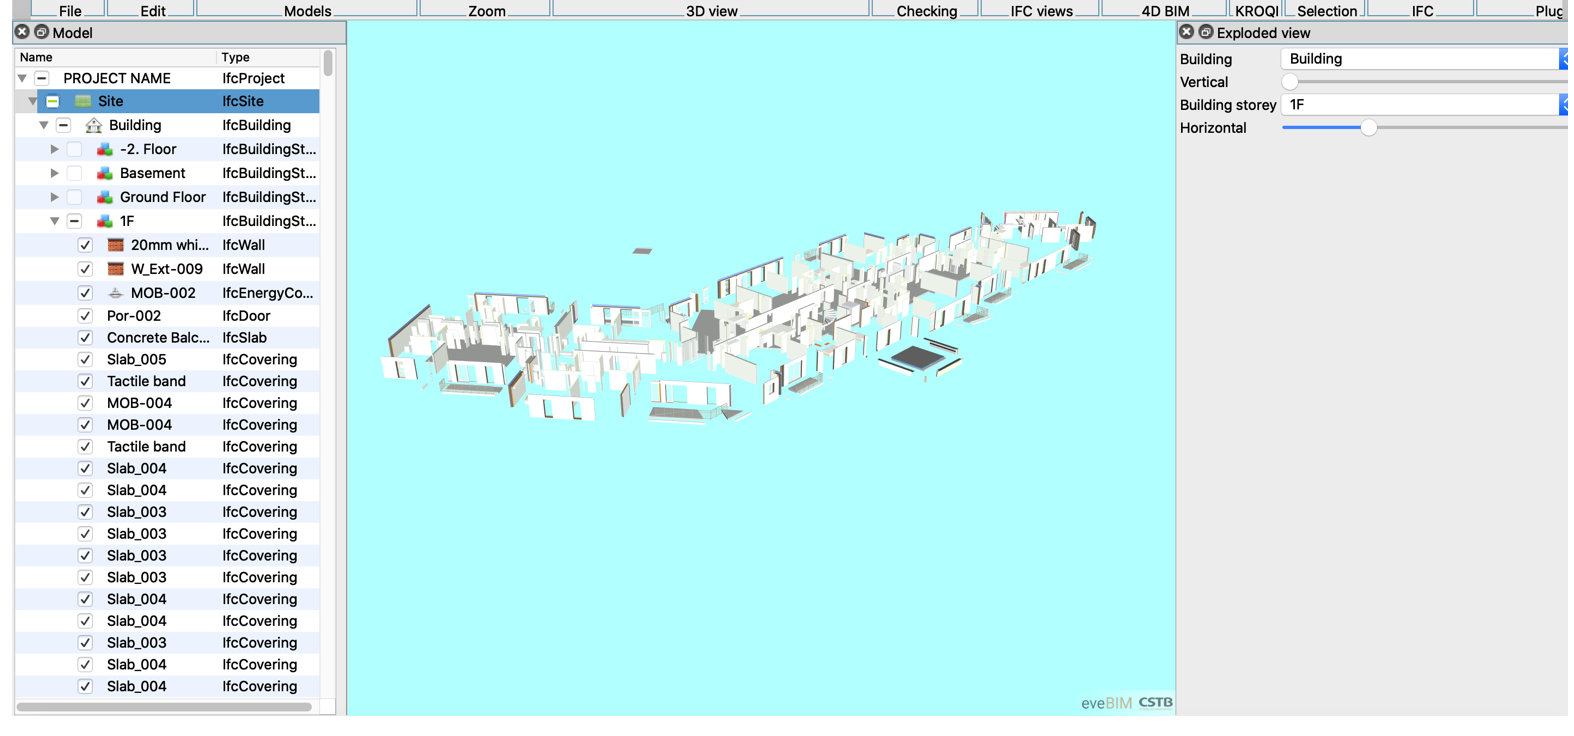 File Edit Models Zoom 3D view Checking IFC views 4D BIM KROQI Selection IFC Plug
Model
Name Type
PROJECT NAME IfcProject
Site IfcSite
Building IfcBuilding
-2. Floor IfcBuildingSt...
Basement IfcBuildingSt...
Ground Floor IfcBuildingSt...
1F IfcBuildingSt...
20mm whi... IfcWall
W_Ext-009 IfcWall
MOB-002 IfcEnergyCo...
Por-002 IfcDoor
Concrete Balc... IfcSlab
Slab_005 IfcCovering
Tactile band IfcCovering
MOB-004 IfcCovering
MOB-004 IfcCovering
Tactile band IfcCovering
Slab_004 IfcCovering
Slab_004 IfcCovering
Slab_003 IfcCovering
Slab_003 IfcCovering
Slab_003 IfcCovering
Slab_003 IfcCovering
Slab_004 IfcCovering
Slab_004 IfcCovering
Slab_003 IfcCovering
Slab_004 IfcCovering
Slab_004 IfcCovering
eveBIM CSTB
Exploded view
Building Building
Vertical
Building storey 1F
Horizontal